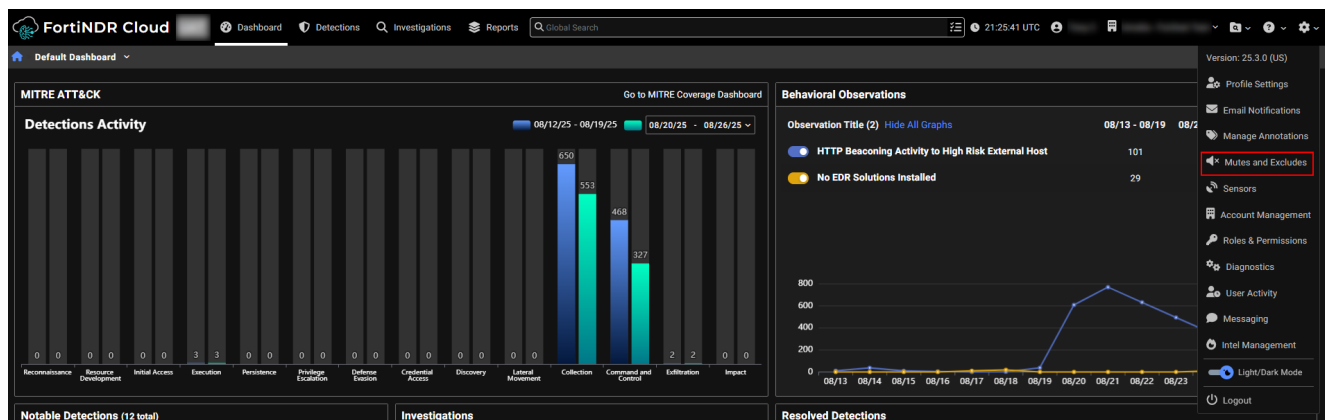 FortiNDR Cloud Dashboard Detections Investigations Reports Global Search 21:25:41 UTC
Default Dashboard
Version: 25.3.0 (US)
Profile Settings
Email Notifications
Manage Annotations
Mutes and Excludes
Sensors
Account Management
Roles & Permissions
Diagnostics
User Activity
Messaging
Intel Management
Light/Dark Mode
Logout
MITRE ATT&CK Go to MITRE Coverage Dashboard
Detections Activity 08/12/25 - 08/19/25 08/20/25 - 08/26/25
650
553
468
327
0 0 0 0 0 0 3 3 0 0 0 0 0 0 0 0 0 0 0 0 2 2 0 0
Reconnaissance Resource Development Initial Access Execution Persistence Privilege Escalation Defense Evasion Credential Access Discovery Lateral Movement Collection Command and Control Exfiltration Impact
Behavioral Observations
Observation Title (2) Hide All Graphs 08/13 - 08/19 08/2
HTTP Beaconing Activity to High Risk External Host 101
No EDR Solutions Installed 29
800
600
400
200
0
08/13 08/14 08/15 08/16 08/17 08/18 08/19 08/20 08/21 08/22 08/23
Notable Detections (12 total) Investigations Resolved Detections